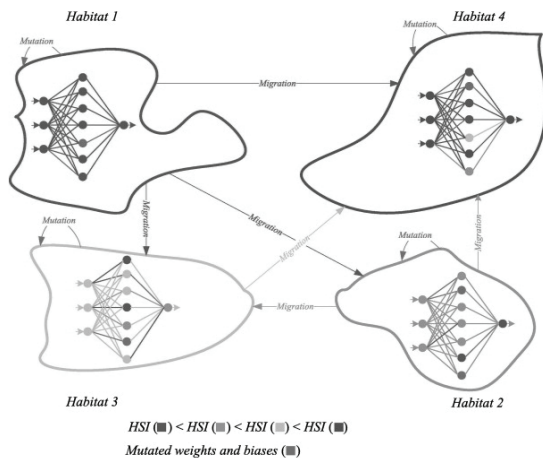 Habitat 1
Habitat 4
Mutation
Mutation
Migration
Migration
Migration
Migration
Migration
Mutation
Mutation
Migration
Habitat 3
Habitat 2
HSI (■) < HSI (■) < HSI (■) < HSI (■)
Mutated weights and biases (■)